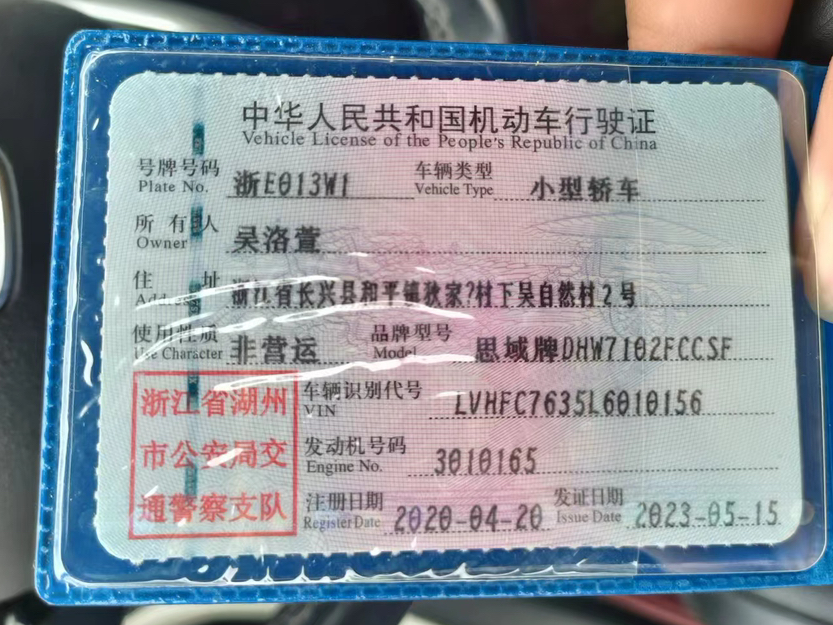 中华人民共和国机动车行驶证
Vehicle License of the People's Republic of China
号牌号码 浙E013W1 车辆类型 小型轿车
Plate No. Vehicle Type
所有人 吴洛萱
Owner
住址 浙江省长兴县和平镇狄家?村下吴自然村2号
Address
使用性质 非营运 品牌型号 思域牌DHW7102FCCSF
Use Character Model
浙江省湖州
市公安局交
通警察支队
车辆识别代号 LVHFC7635L6010156
VIN
发动机号码 3010165
Engine No.
注册日期 2020-04-20 发证日期 2023-05-15
Register Date Issue Date